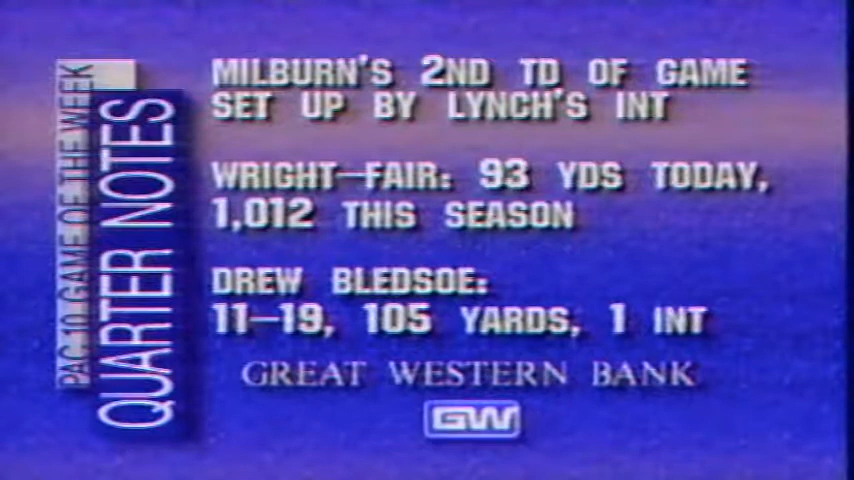 PAC 10 GAME OF THE WEEK
QUARTER NOTES
MILBURN'S 2ND TD OF GAME
SET UP BY LYNCH'S INT
WRIGHT-FAIR: 93 YDS TODAY,
1,012 THIS SEASON
DREW BLEDSOE:
11-19, 105 YARDS, 1 INT
GREAT WESTERN BANK
GW